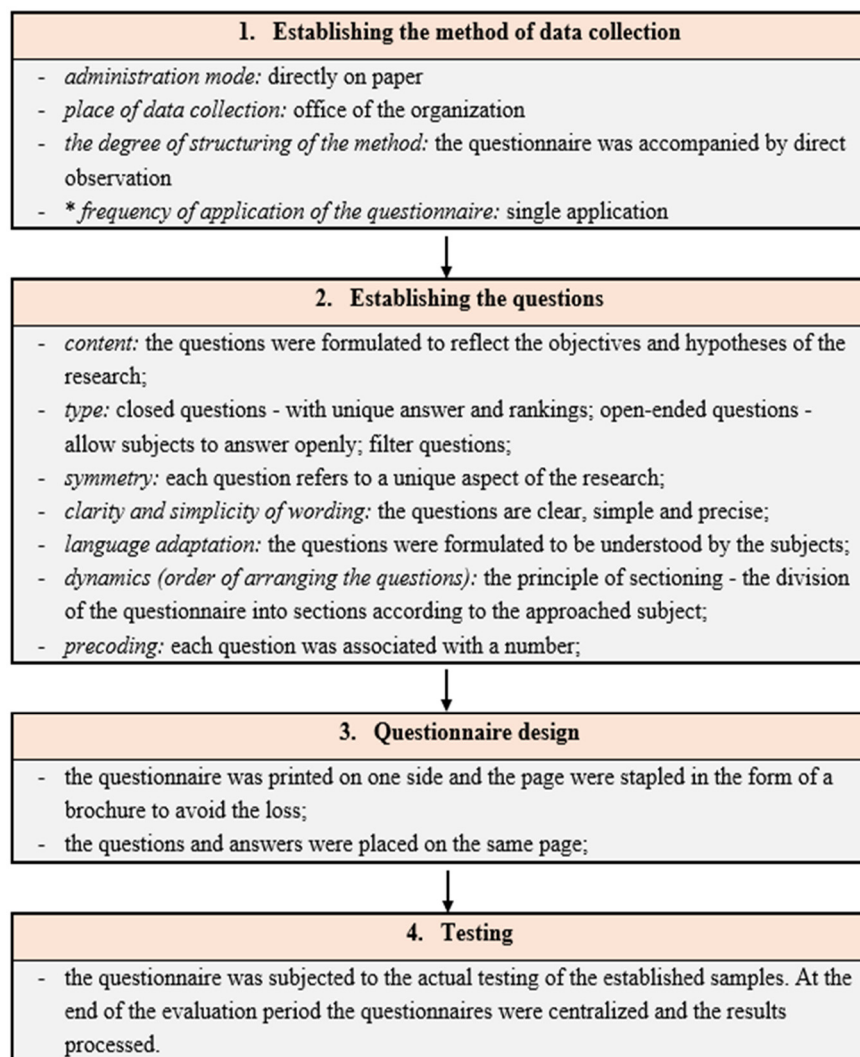 1. Establishing the method of data collection
- administration mode: directly on paper
- place of data collection: office of the organization
- the degree of structuring of the method: the questionnaire was accompanied by direct
observation
- * frequency of application of the questionnaire: single application
2. Establishing the questions
- content: the questions were formulated to reflect the objectives and hypotheses of the
research;
- type: closed questions - with unique answer and rankings; open-ended questions -
allow subjects to answer openly; filter questions;
- symmetry: each question refers to a unique aspect of the research;
- clarity and simplicity of wording: the questions are clear, simple and precise;
- language adaptation: the questions were formulated to be understood by the subjects;
- dynamics (order of arranging the questions): the principle of sectioning - the division
of the questionnaire into sections according to the approached subject;
- precoding: each question was associated with a number;
3. Questionnaire design
- the questionnaire was printed on one side and the page were stapled in the form of a
brochure to avoid the loss;
- the questions and answers were placed on the same page;
4. Testing
- the questionnaire was subjected to the actual testing of the established samples. At the
end of the evaluation period the questionnaires were centralized and the results
processed.